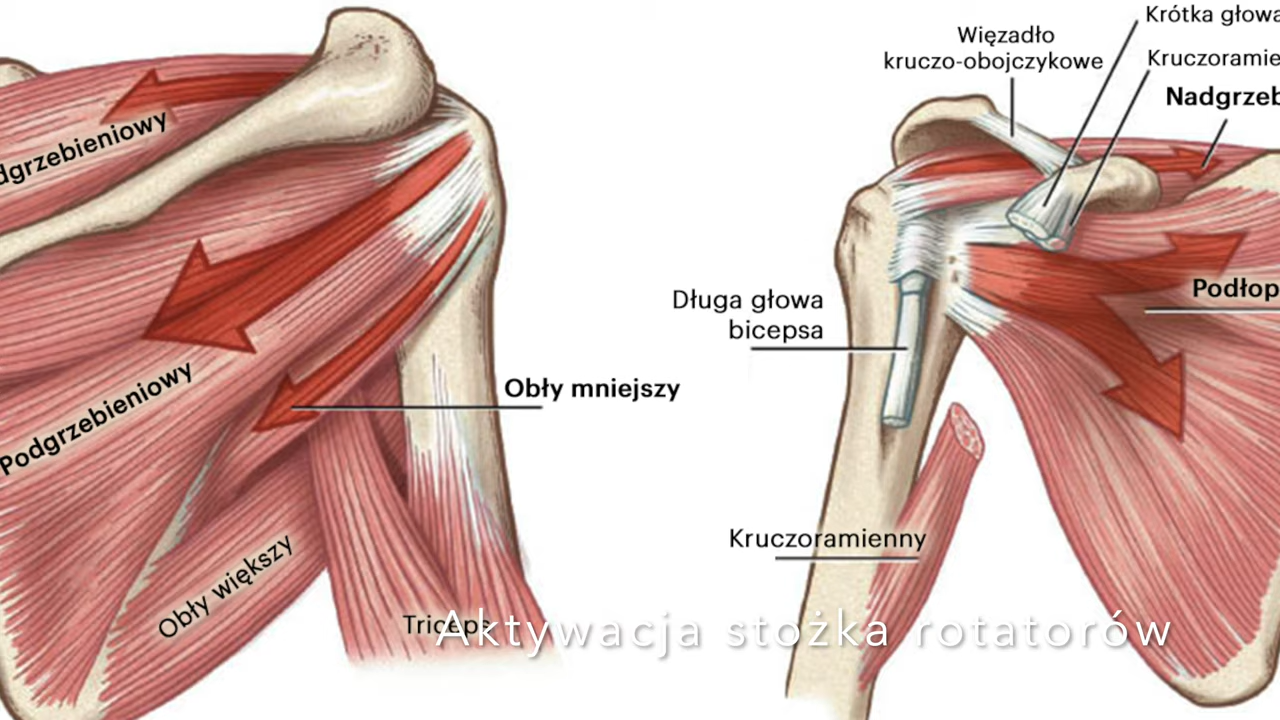 Krótka głowa
Więzadło
kruczo-obojczykowe
Kruczoramie
Nadgrzeb
dgrzebieniowy
Podłop
Długa głowa
bicepsa
Obły mniejszy
Podgrzebieniowy
Kruczoramienny
Obły większy
Triceps
Aktywacja stożka rotatorów